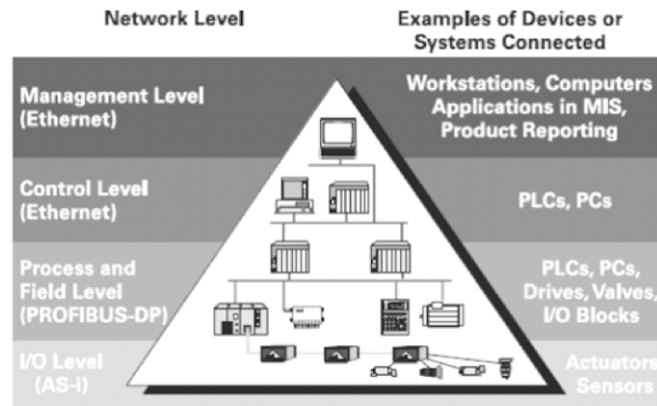 Network Level
Examples of Devices or
Systems Connected
Management Level
(Ethernet)
Workstations, Computers
Applications in MIS,
Product Reporting
Control Level
(Ethernet)
PLCs, PCs
Process and
Field Level
(PROFIBUS-DP)
PLCs, PCs,
Drives, Valves,
I/O Blocks
I/O Level
(AS-i)
Actuators
Sensors